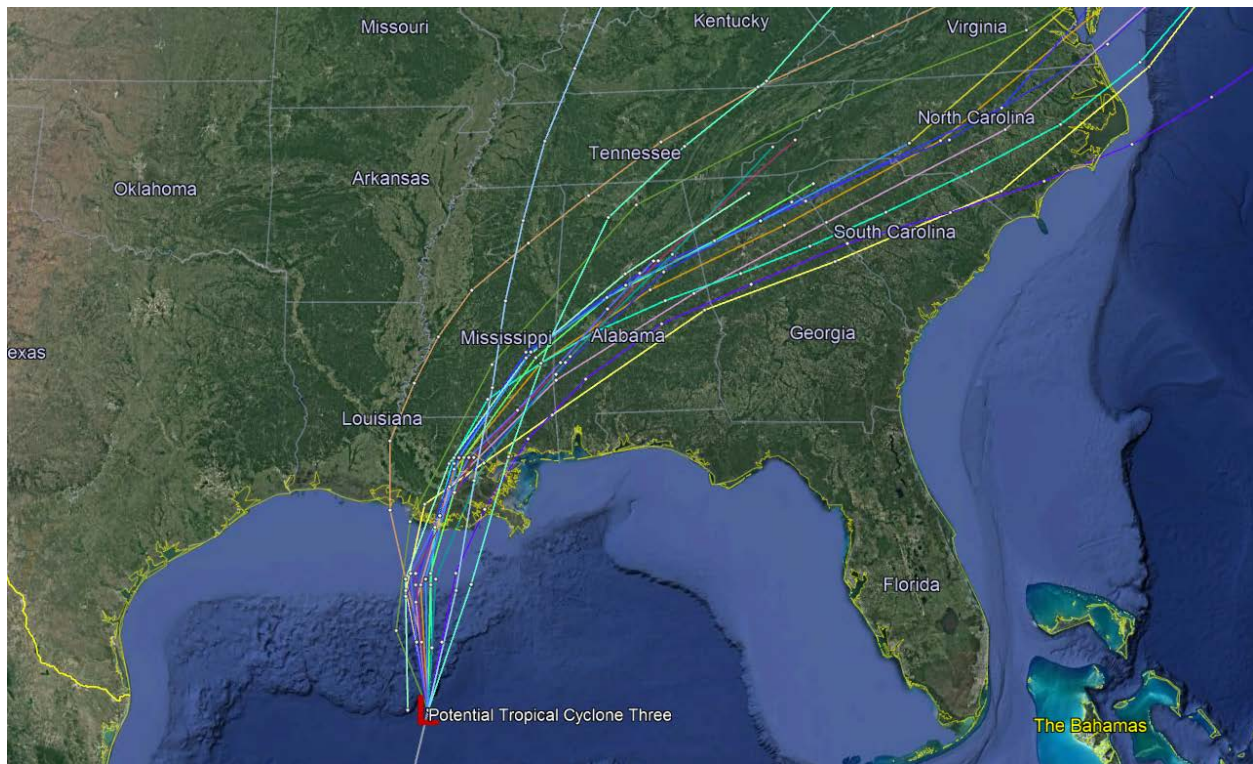 Missouri
Kentucky
Virginia
North Carolina
Tennessee
Oklahoma
Arkansas
South Carolina
Mississippi
Alabama
Georgia
exas
Louisiana
Florida
Potential Tropical Cyclone Three
L
The Bahamas